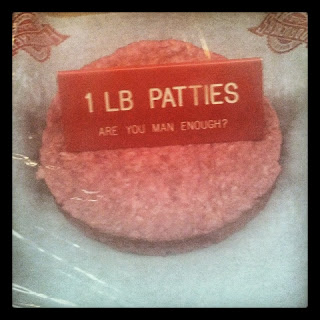 1 LB PATTIES
ARE YOU MAN ENOUGH?